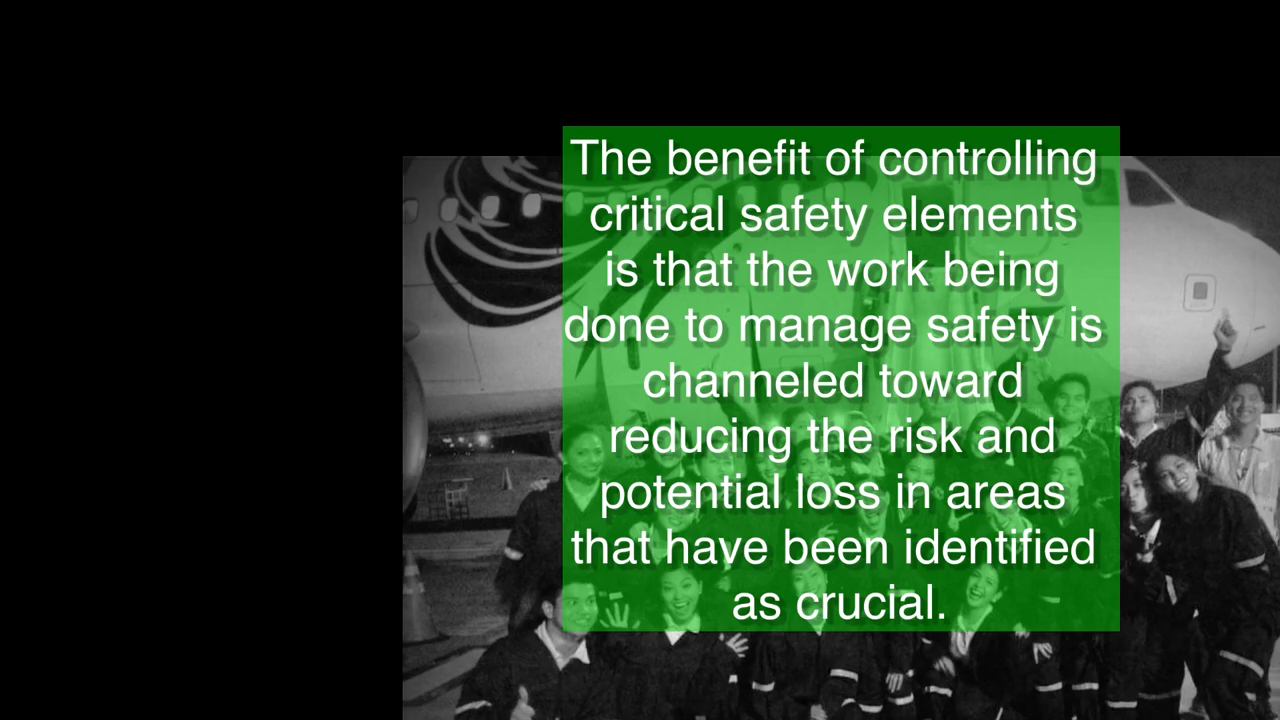 The benefit of controlling
critical safety elements
is that the work being
done to manage safety is
channeled toward
reducing the risk and
potential loss in areas
that have been identified
as crucial.